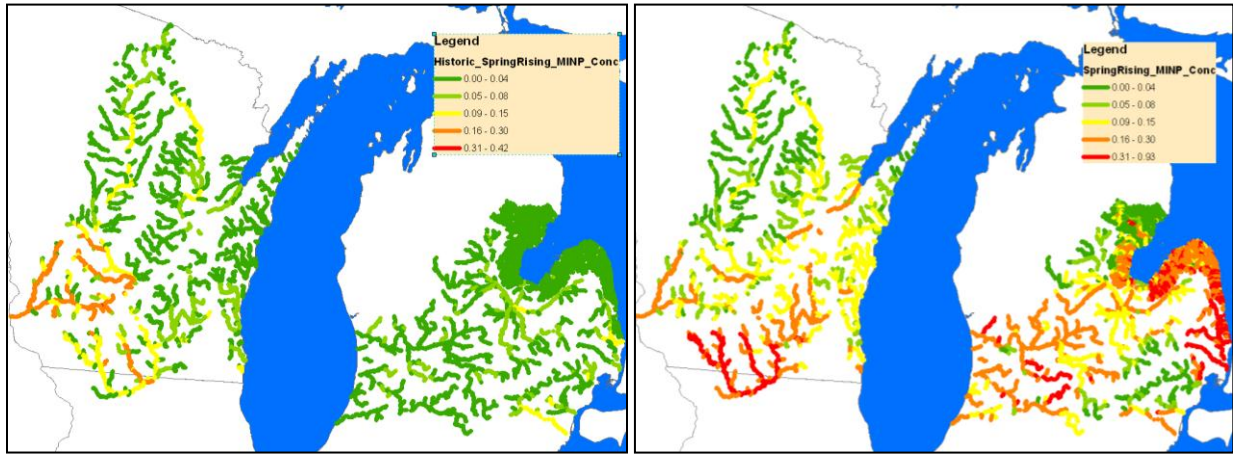 Legend
Historic_SpringRising_MINP_Conc
0.00 - 0.04
0.05 - 0.08
0.09 - 0.15
0.16 - 0.30
0.31 - 0.42
Legend
SpringRising_MINP_Conc
0.00 - 0.04
0.05 - 0.08
0.09 - 0.15
0.16 - 0.30
0.31 - 0.93